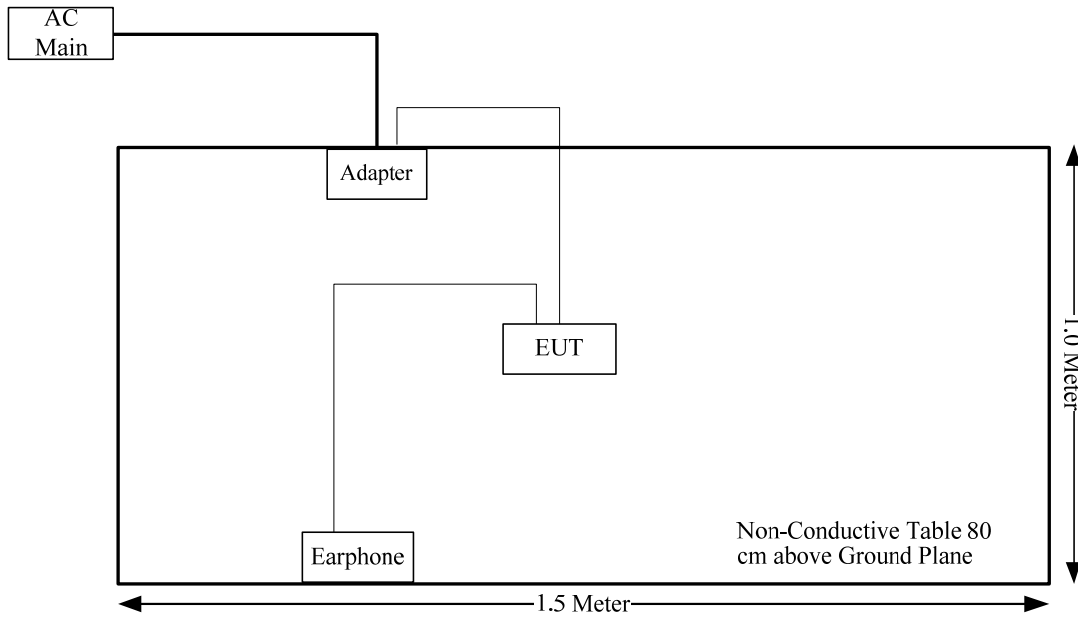 AC
Main
Adapter
EUT
1.0 Meter
Earphone
Non-Conductive Table 80
cm above Ground Plane
1.5 Meter